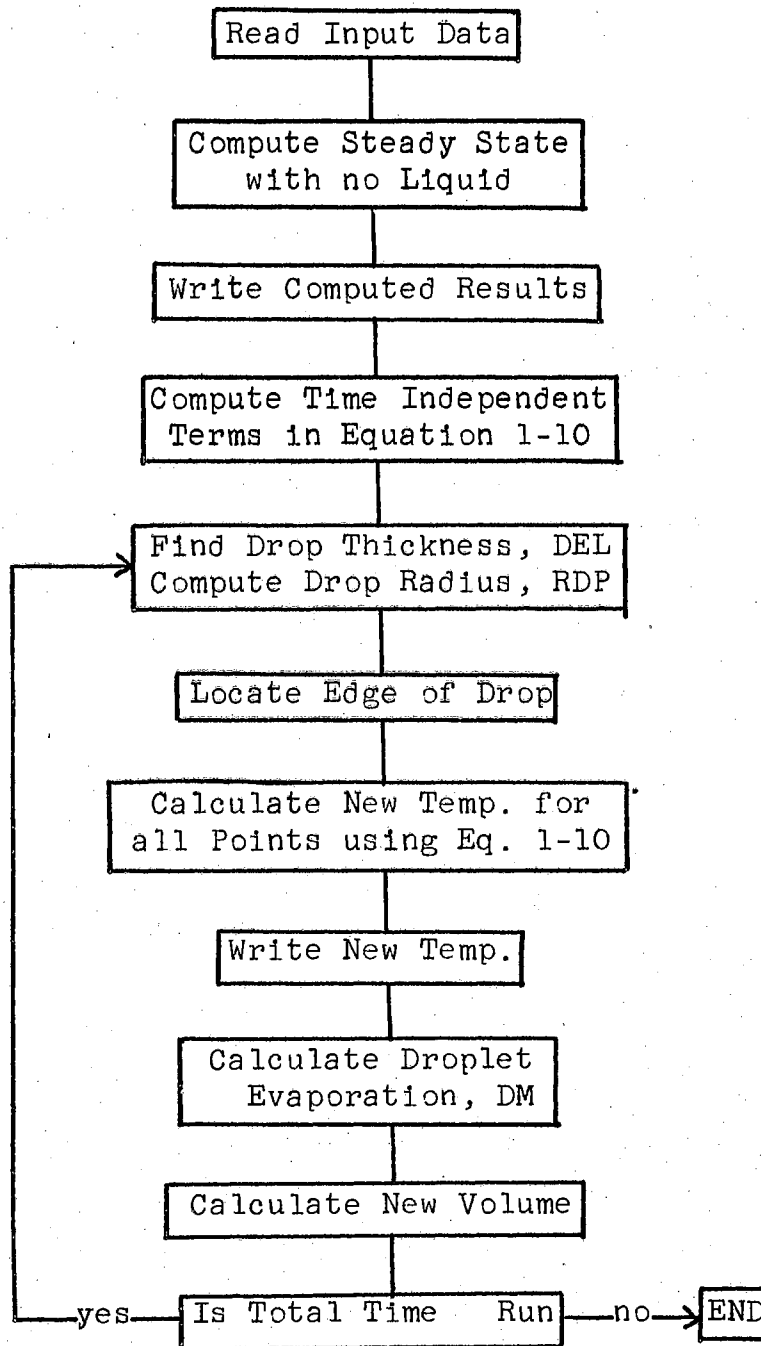 Read Input Data
Compute Steady State
with no Liquid
Write Computed Results
Compute Time Independent
Terms in Equation 1-10
Find Drop Thickness, DEL
Compute Drop Radius, RDP
Locate Edge of Drop
Calculate New Temp. for
all Points using Eq. 1-10
Write New Temp.
Calculate Droplet
Evaporation, DM
Calculate New Volume
yes Is Total Time Run no END